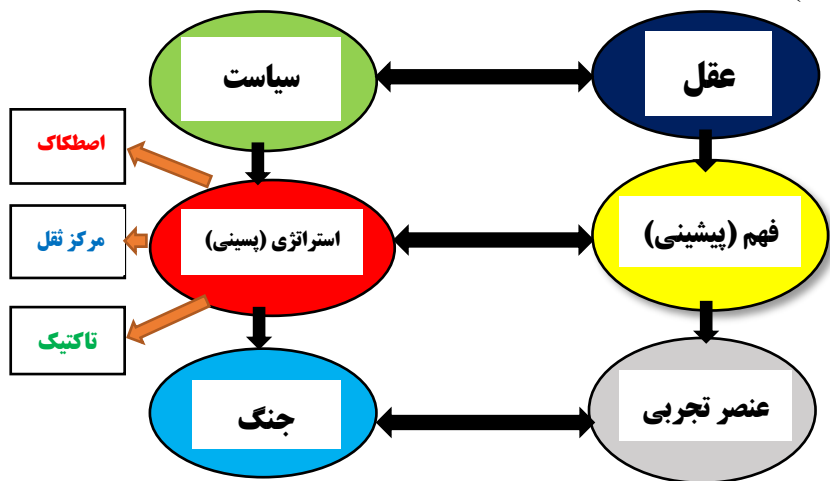 عقل
سیاست
اصطکاک
فهم (پیشینی)
استراتژی (پسینی)
مرکز ثقل
تاکتیک
عنصر تجربی
جنگ